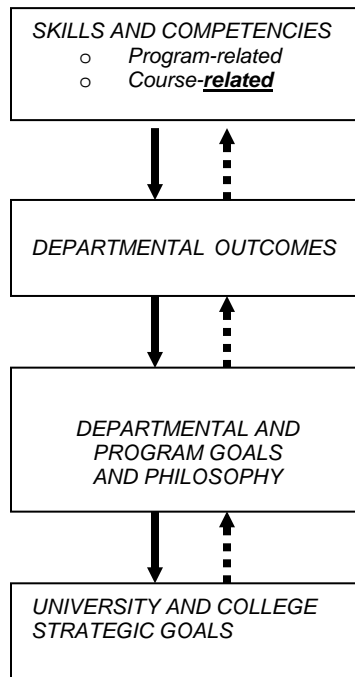 SKILLS AND COMPETENCIES
o Program-related
o Course-related
DEPARTMENTAL OUTCOMES
DEPARTMENTAL AND
PROGRAM GOALS
AND PHILOSOPHY
UNIVERSITY AND COLLEGE
STRATEGIC GOALS